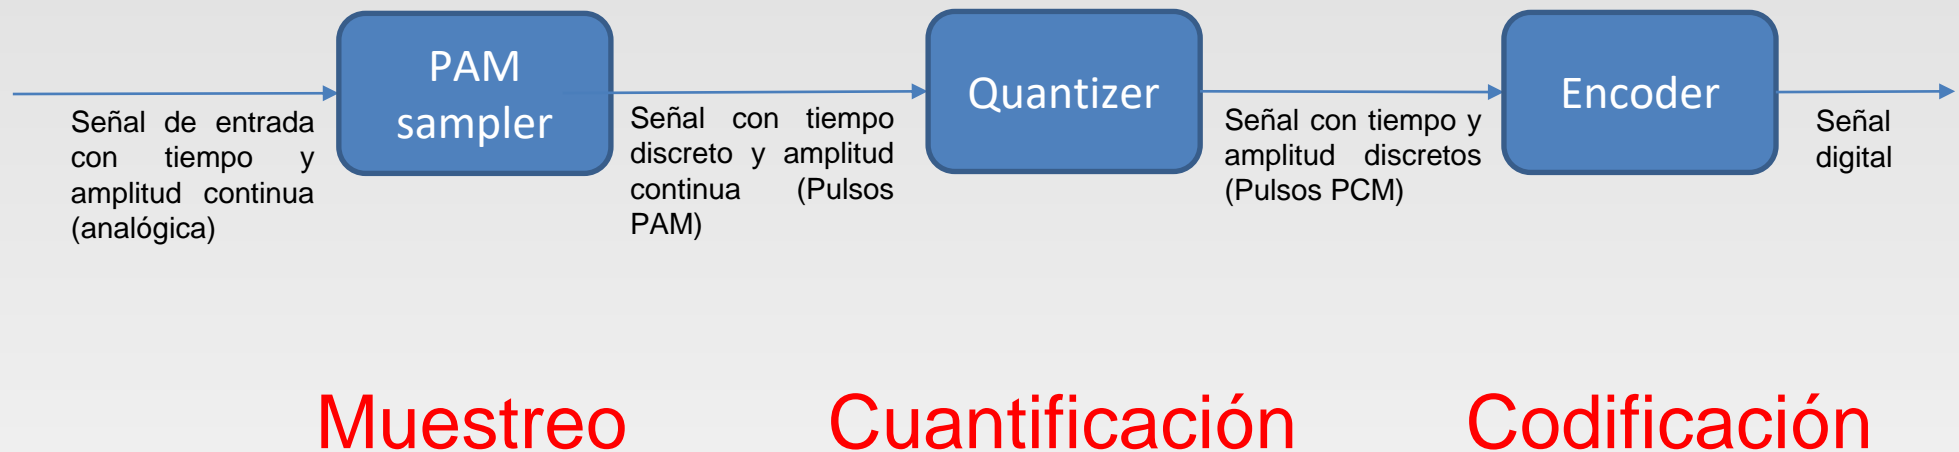 PAM
sampler
Quantizer
Encoder
Señal de entrada
con tiempo y
amplitud continua
(analógica)
Señal con tiempo
discreto y amplitud
continua (Pulsos
PAM)
Señal con tiempo y
amplitud discretos
(Pulsos PCM)
Señal
digital
Muestreo
Cuantificación
Codificación